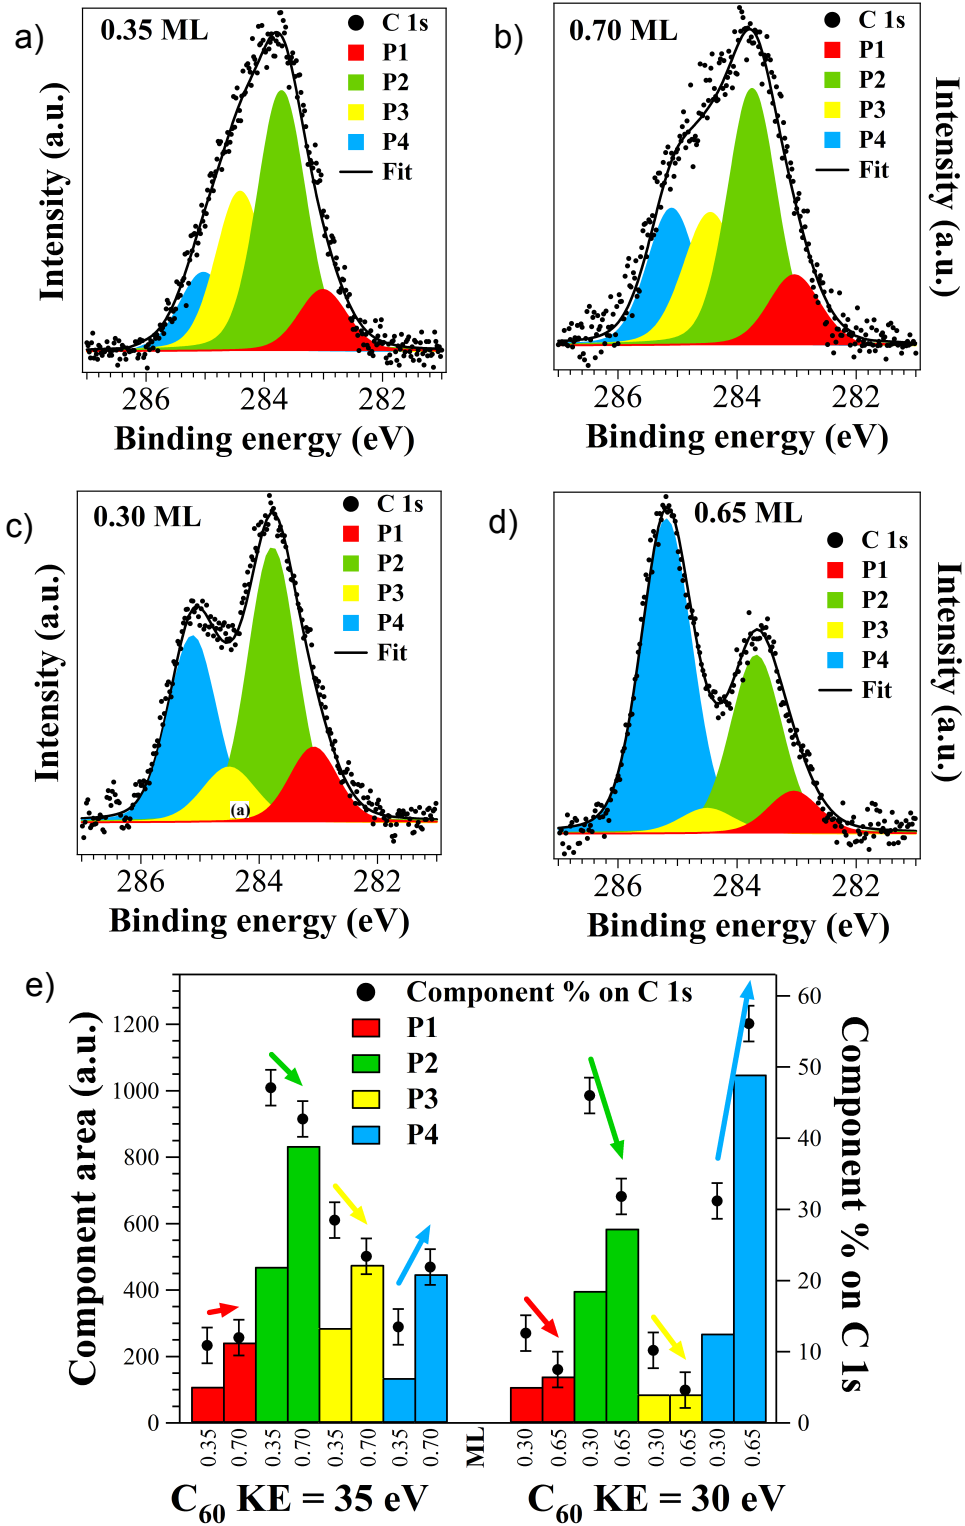 a)
0.35 ML
C 1s
P1
P2
P3
P4
Fit
Intensity (a.u.)
286 284 282
Binding energy (eV)
b)
0.70 ML
C 1s
P1
P2
P3
P4
Fit
Intensity (a.u.)
286 284 282
Binding energy (eV)
c)
0.30 ML
C 1s
P1
P2
P3
P4
Fit
(a)
Intensity (a.u.)
286 284 282
Binding energy (eV)
d)
0.65 ML
C 1s
P1
P2
P3
P4
Fit
Intensity (a.u.)
286 284 282
Binding energy (eV)
e)
Component % on C 1s
P1
P2
P3
P4
Component area (a.u.)
1200
1000
800
600
400
200
0
Component % on C 1s
60
50
40
30
20
10
0
0.35 0.70 0.35 0.70 0.35 0.70 0.35 0.70 ML 0.30 0.65 0.30 0.65 0.30 0.65 0.30 0.65
C60 KE = 35 eV
C60 KE = 30 eV